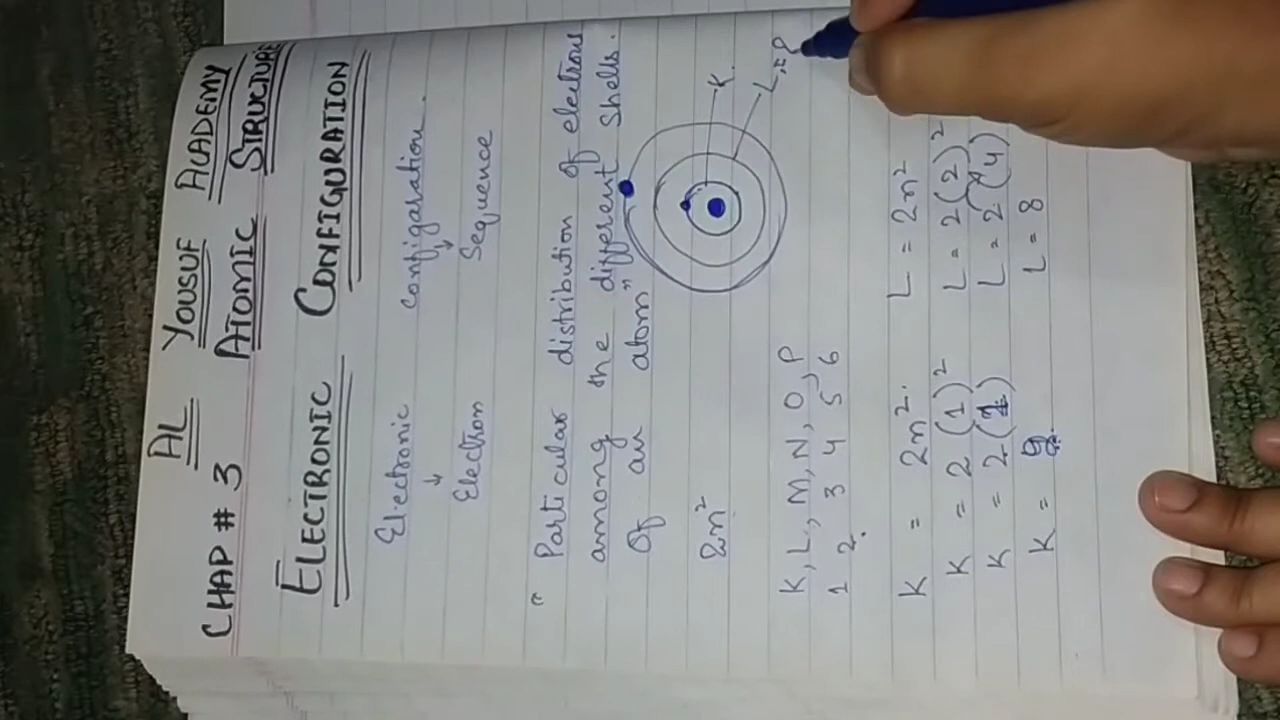 AL YOUSUF ACADEMY
CHAP # 3 ATOMIC STRUCTURE
ELECTRONIC CONFIGURATION
Electronic configaration.
↓ ↓
Electron Sequence
" Particular distribution of electrons
among the different shells.
Of an atom"
2n²
K
L = 8
K, L, M, N, O, P
1 2 3 4 5 6
K = 2n². L = 2n²
K = 2 (1)² L = 2 (2)²
K = 2 (1) L = 2 (4)
K = L = 8